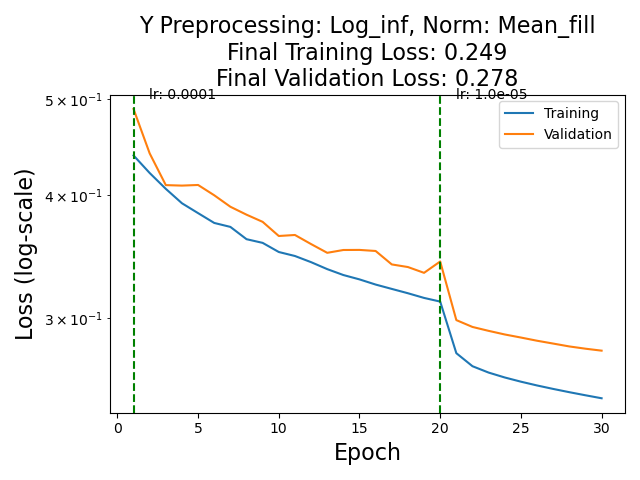 Y Preprocessing: Log_inf, Norm: Mean_fill
Final Training Loss: 0.249
Final Validation Loss: 0.278
lr: 0.0001
lr: 1.0e-05
Training
Validation
5 × 10⁻¹
4 × 10⁻¹
3 × 10⁻¹
Loss (log-scale)
0 5 10 15 20 25 30
Epoch